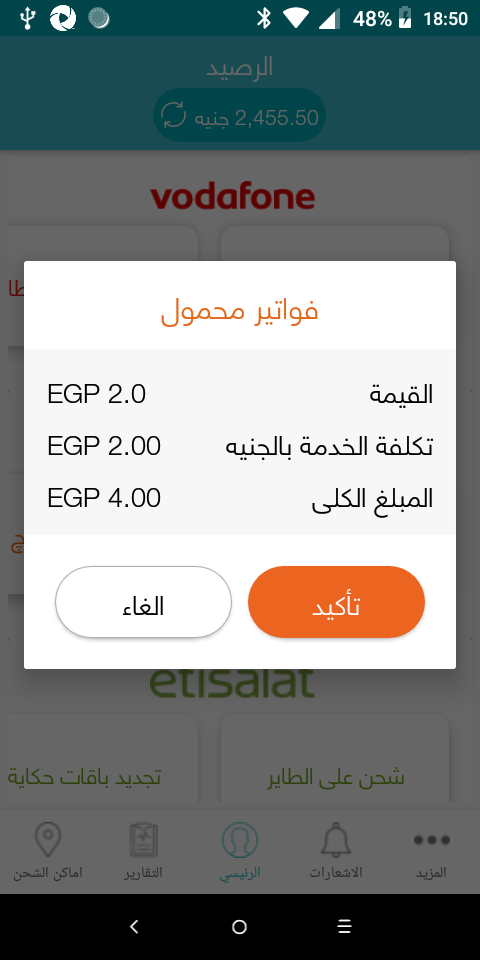 48% 18:50
الرصيد
2,455.50 جنيه
vodafone
فواتير محمول
القيمة EGP 2.0
تكلفة الخدمة بالجنيه EGP 2.00
المبلغ الكلى EGP 4.00
تأكيد الغاء
etisalat
شحن على الطاير تجديد باقات حكاية
المزيد الاشعارات الرئيسي التقارير اماكن الشحن